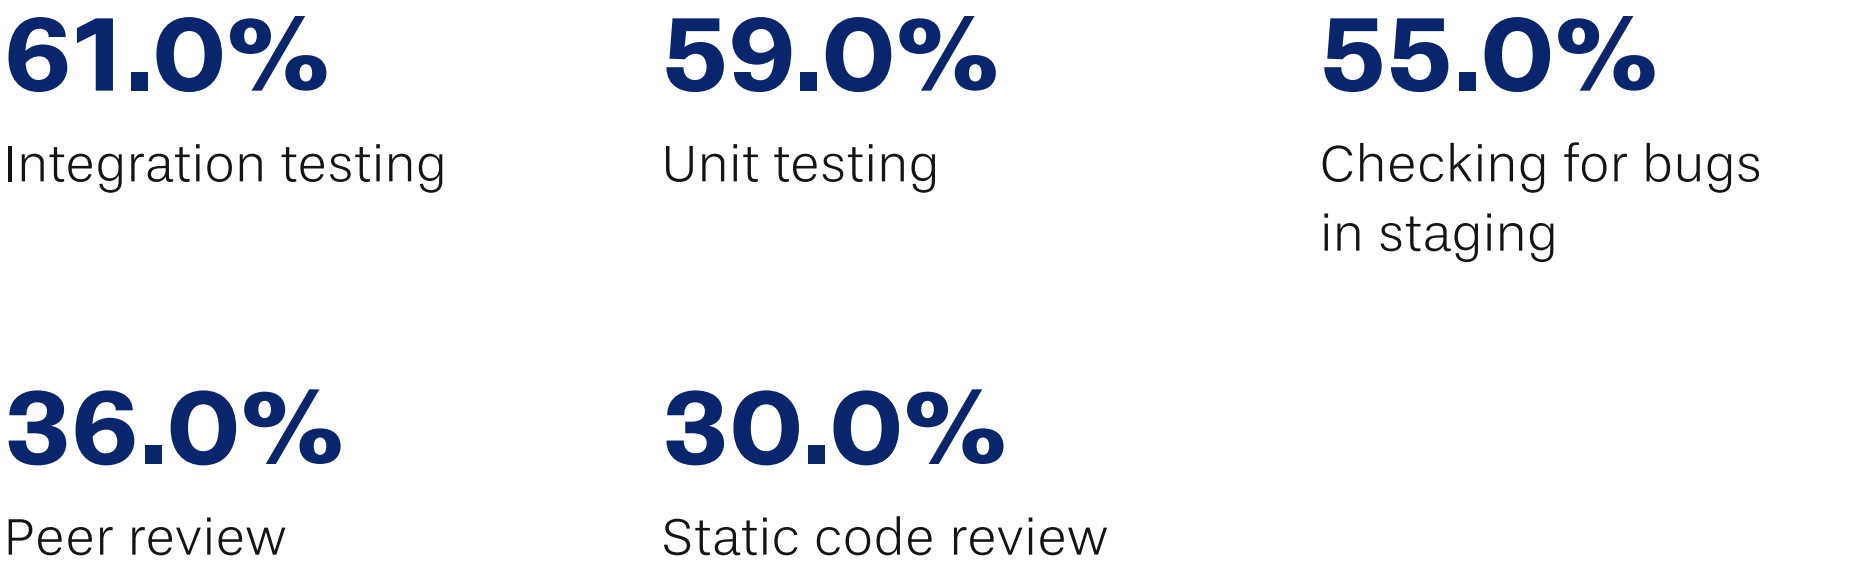 61.0%
Integration testing
59.0%
Unit testing
55.0%
Checking for bugs
in staging
36.0%
Peer review
30.0%
Static code review